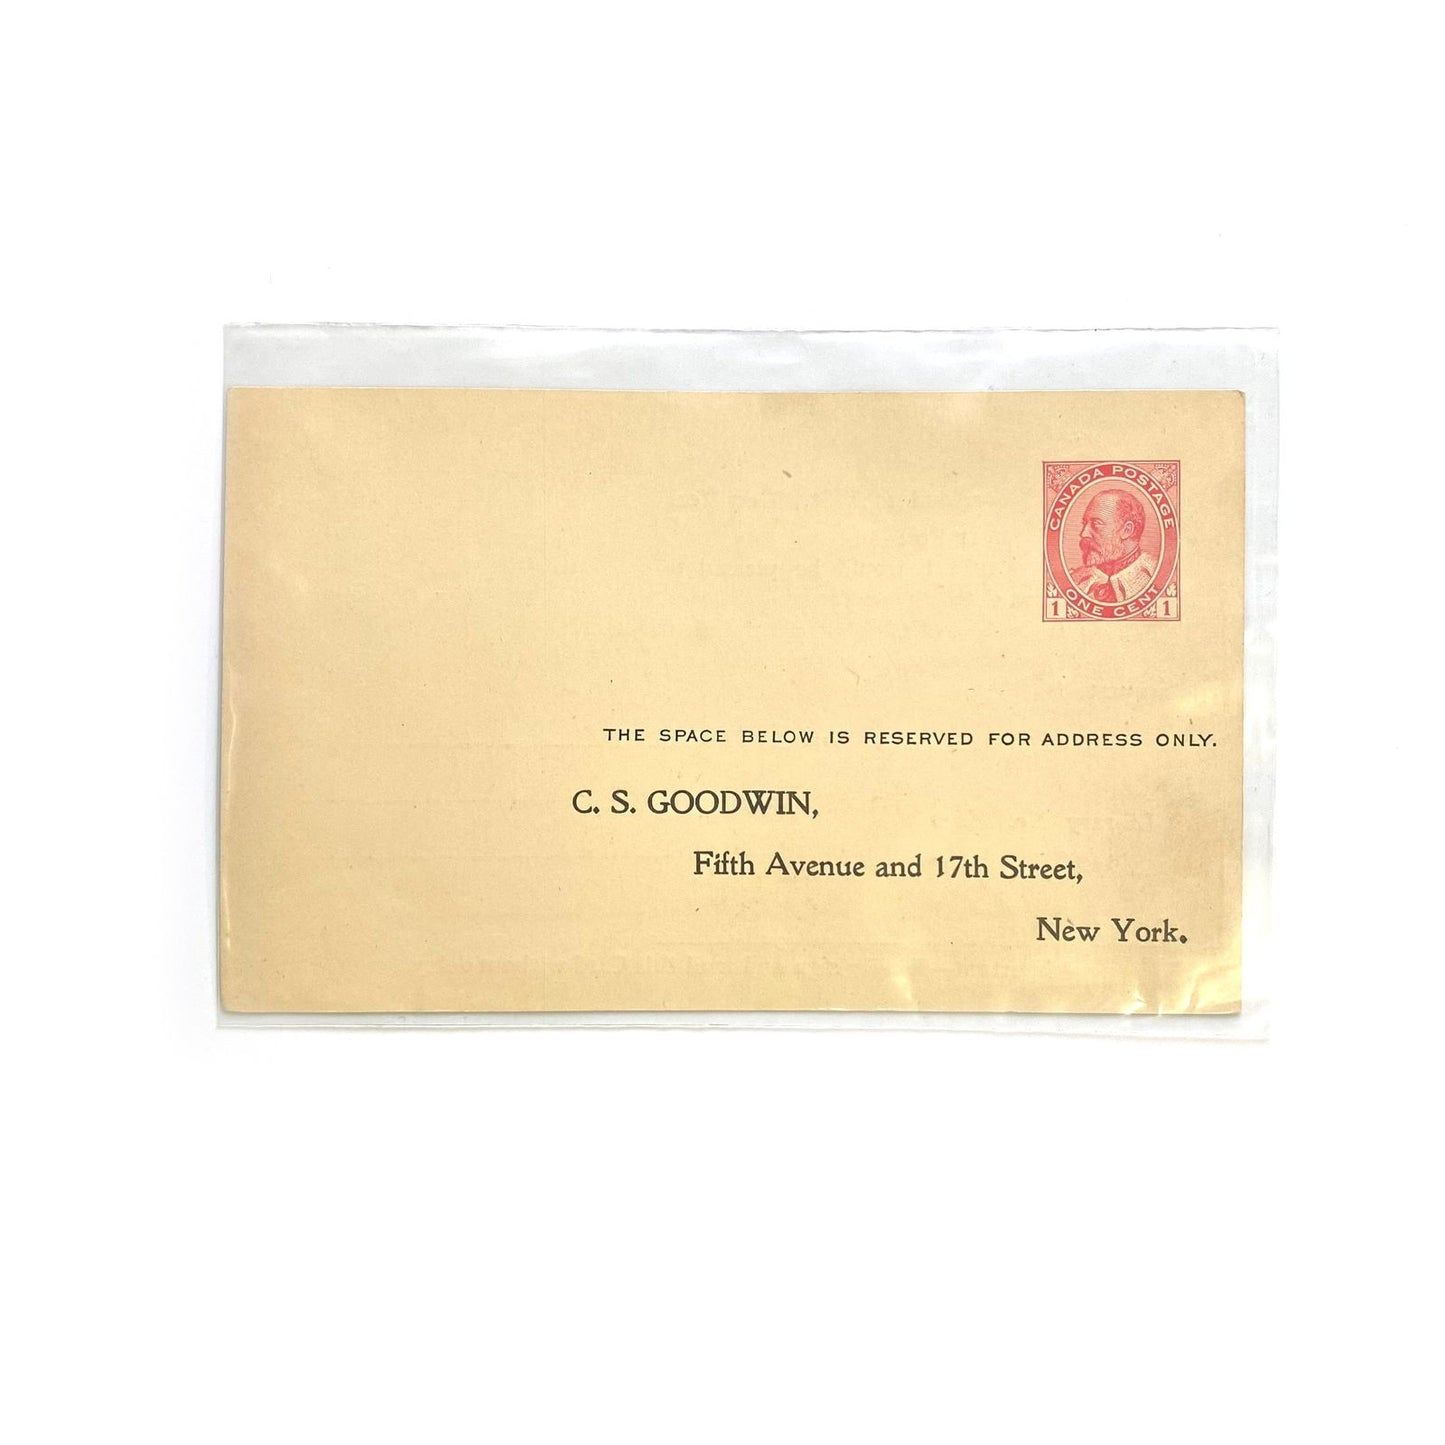 CANADA POSTAGE
ONE CENT
1 1
THE SPACE BELOW IS RESERVED FOR ADDRESS ONLY.
C. S. GOODWIN,
Fifth Avenue and 17th Street,
New York.